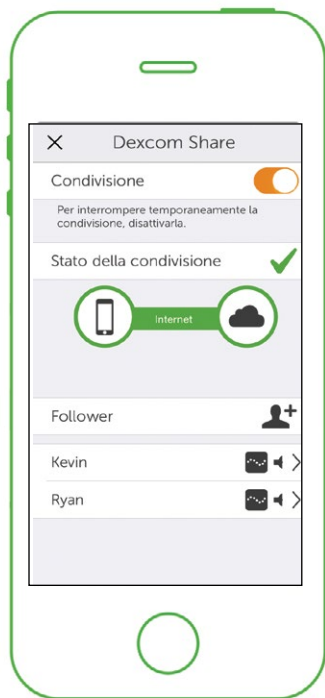 Dexcom Share
Condivisione
Per interrompere temporaneamente la
condivisione, disattivarla.
Stato della condivisione
Internet
Follower
Kevin
Ryan